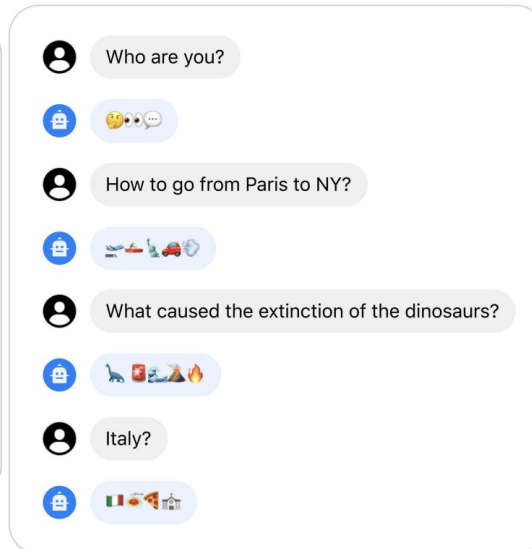 Who are you?
🤔👀💬
How to go from Paris to NY?
🛫🚣🗽🚗💨
What caused the extinction of the dinosaurs?
🦕🚨🌊🌋🔥
Italy?
🇮🇹🍝🍕⛪